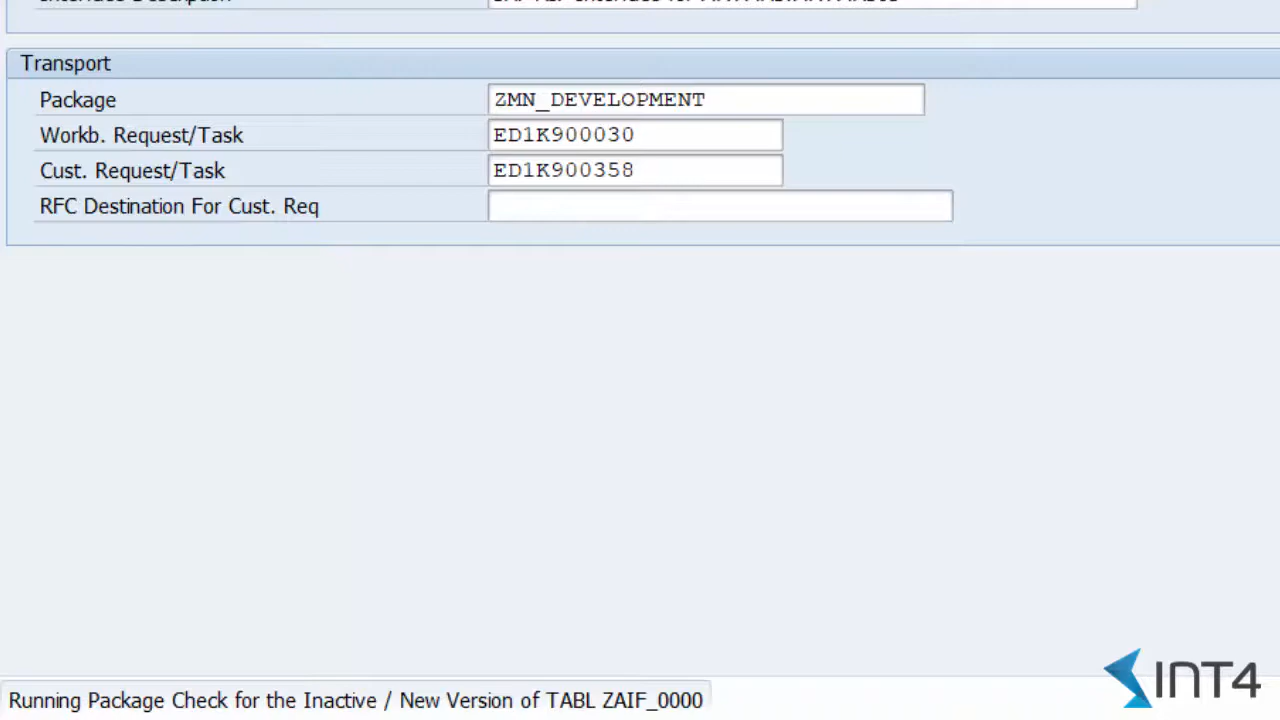 Transport
Package ZMN_DEVELOPMENT
Workb. Request/Task ED1K900030
Cust. Request/Task ED1K900358
RFC Destination For Cust. Req
Running Package Check for the Inactive / New Version of TABL ZAIF_0000
INT4